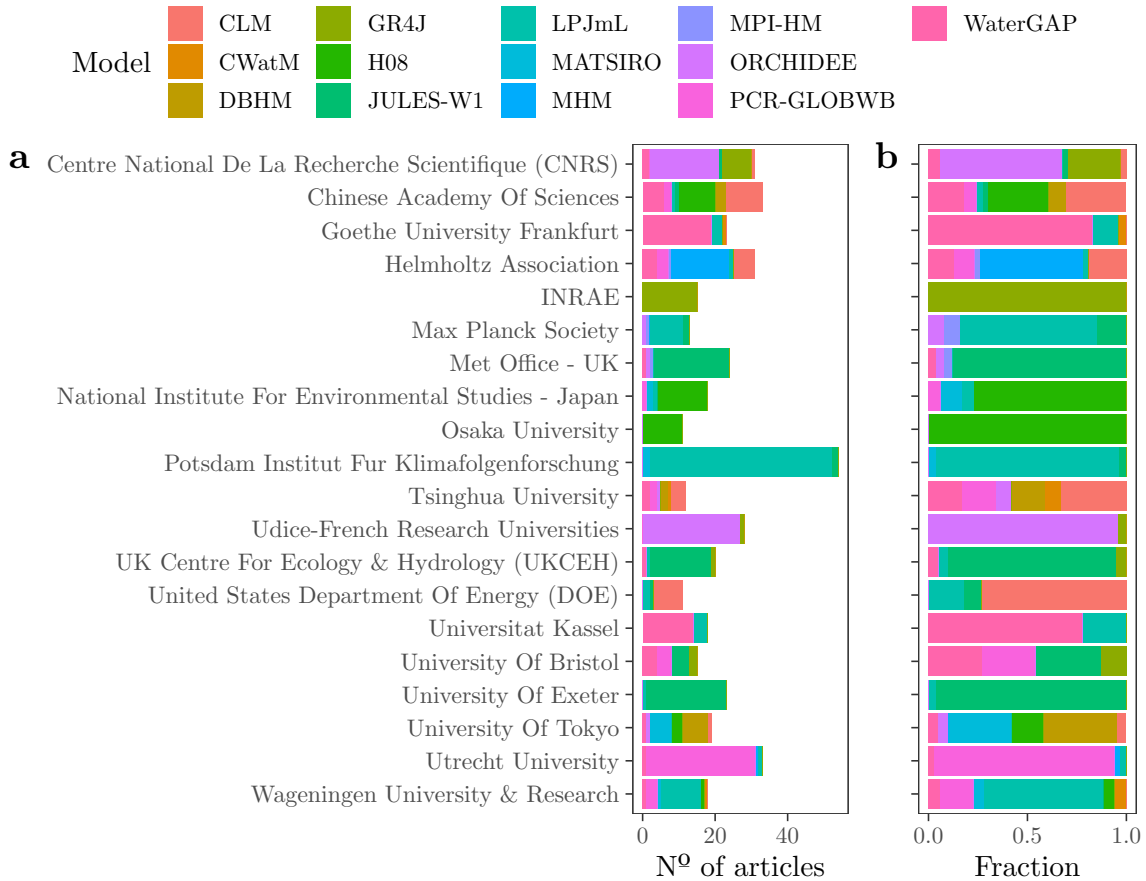 Model
CLM
CWatM
DBHM
GR4J
H08
JULES-W1
LPJmL
MATSIRO
MHM
MPI-HM
ORCHIDEE
PCR-GLOBWB
WaterGAP
a
b
Centre National De La Recherche Scientifique (CNRS)
Chinese Academy Of Sciences
Goethe University Frankfurt
Helmholtz Association
INRAE
Max Planck Society
Met Office - UK
National Institute For Environmental Studies - Japan
Osaka University
Potsdam Institut Fur Klimafolgenforschung
Tsinghua University
Udice-French Research Universities
UK Centre For Ecology & Hydrology (UKCEH)
United States Department Of Energy (DOE)
Universitat Kassel
University Of Bristol
University Of Exeter
University Of Tokyo
Utrecht University
Wageningen University & Research
0 20 40
Nº of articles
0.0 0.5 1.0
Fraction